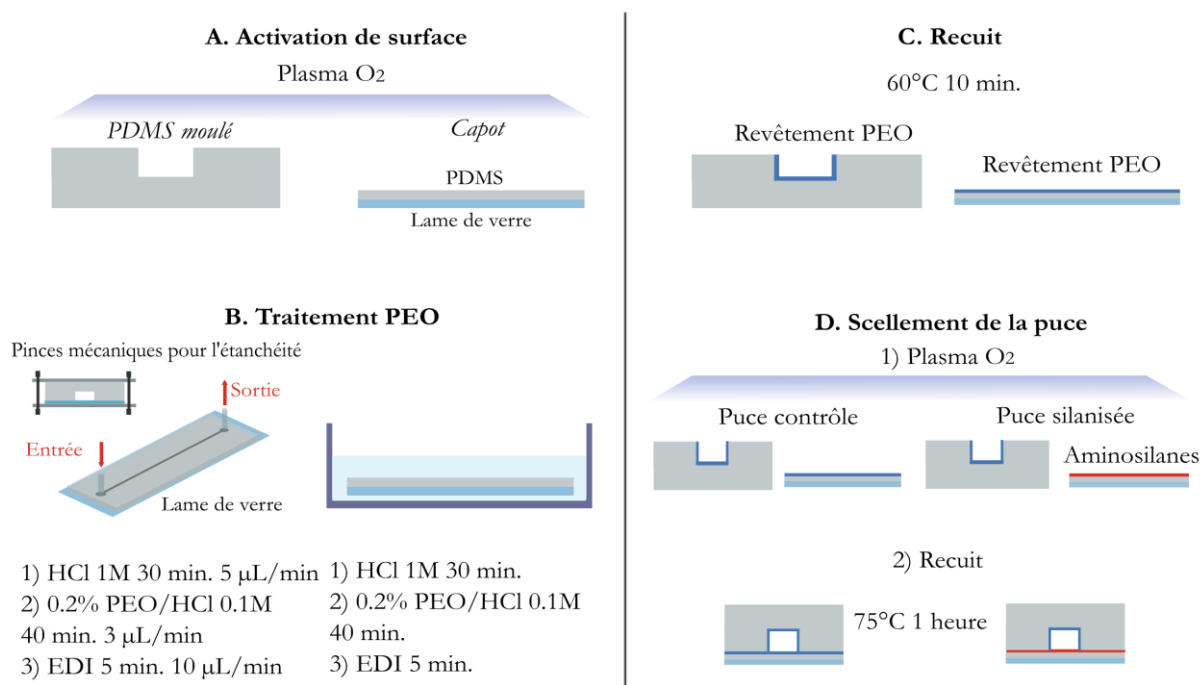 A. Activation de surface
Plasma O2
PDMS moulé
Capot
PDMS
Lame de verre
B. Traitement PEO
Pinces mécaniques pour l'étanchéité
Sortie
Entrée
Lame de verre
1) HCl 1M 30 min. 5 µL/min
2) 0.2% PEO/HCl 0.1M
40 min. 3 µL/min
3) EDI 5 min. 10 µL/min
1) HCl 1M 30 min.
2) 0.2% PEO/HCl 0.1M
40 min.
3) EDI 5 min.
C. Recuit
60°C 10 min.
Revêtement PEO
Revêtement PEO
D. Scellement de la puce
1) Plasma O2
Puce contrôle
Puce silanisée
Aminosilanes
2) Recuit
75°C 1 heure